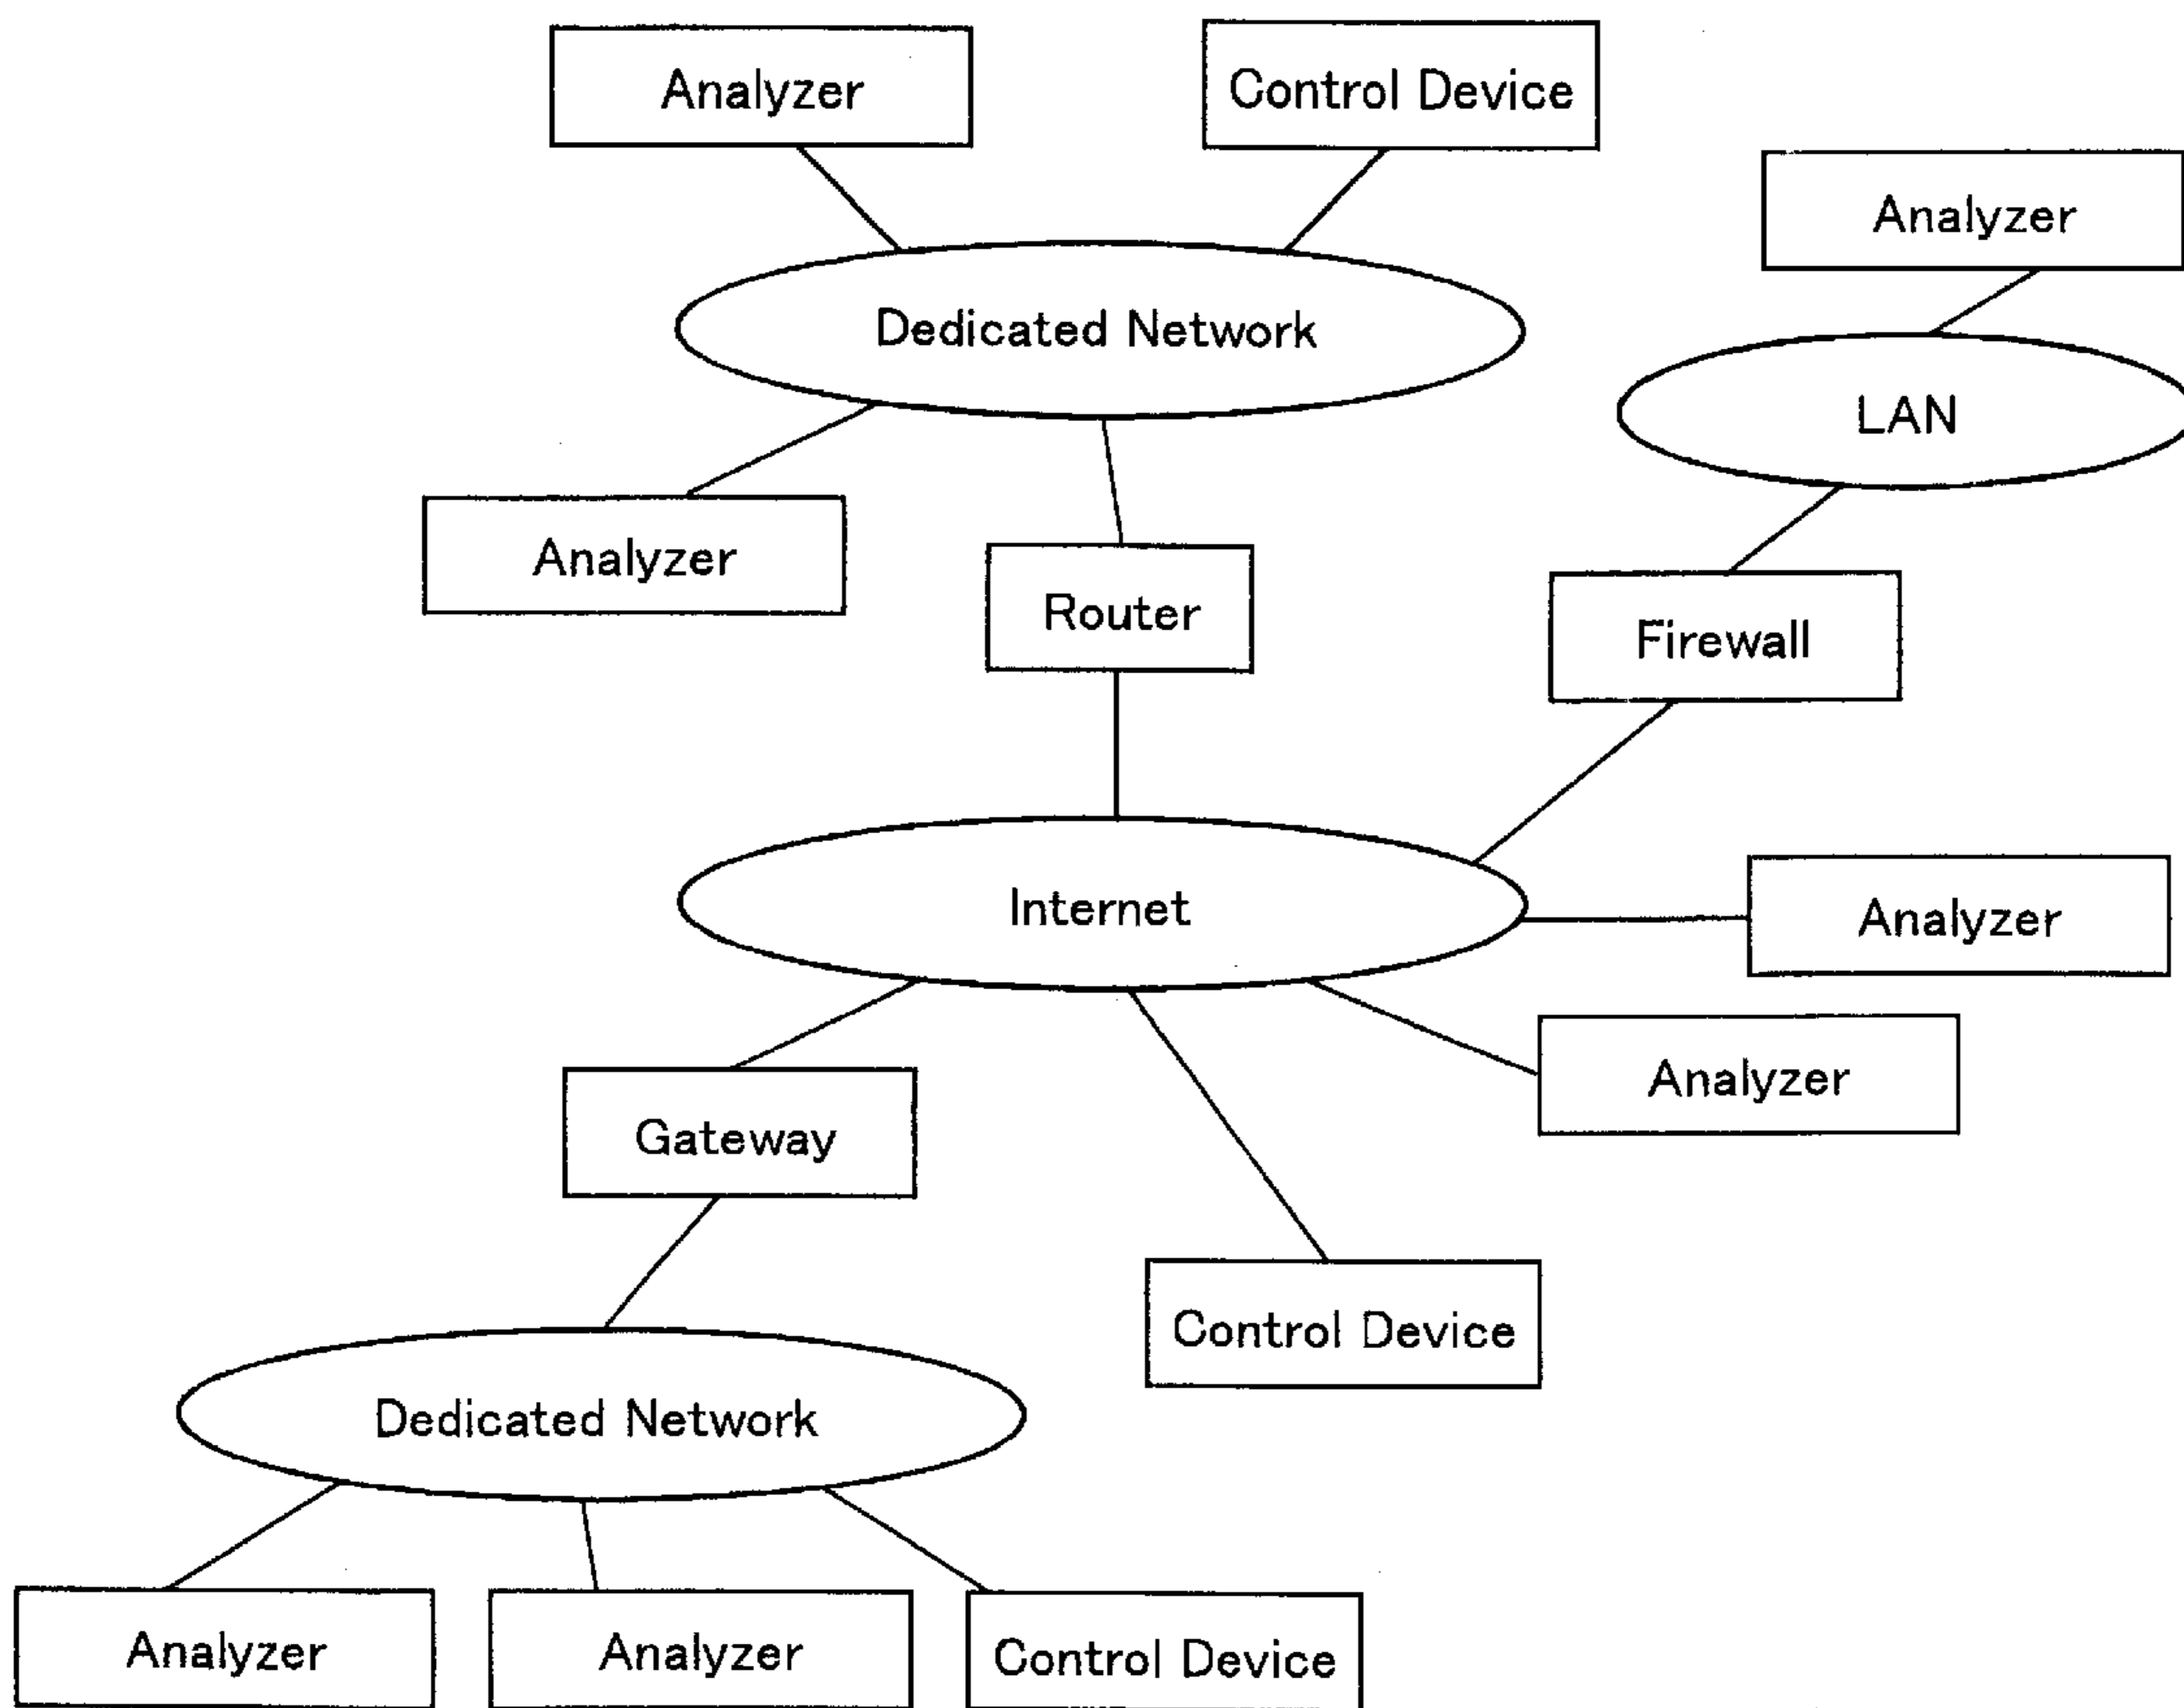 Analyzer
Control Device
Analyzer
Dedicated Network
LAN
Analyzer
Router
Firewall
Internet
Analyzer
Analyzer
Gateway
Control Device
Dedicated Network
Analyzer
Analyzer
Control Device